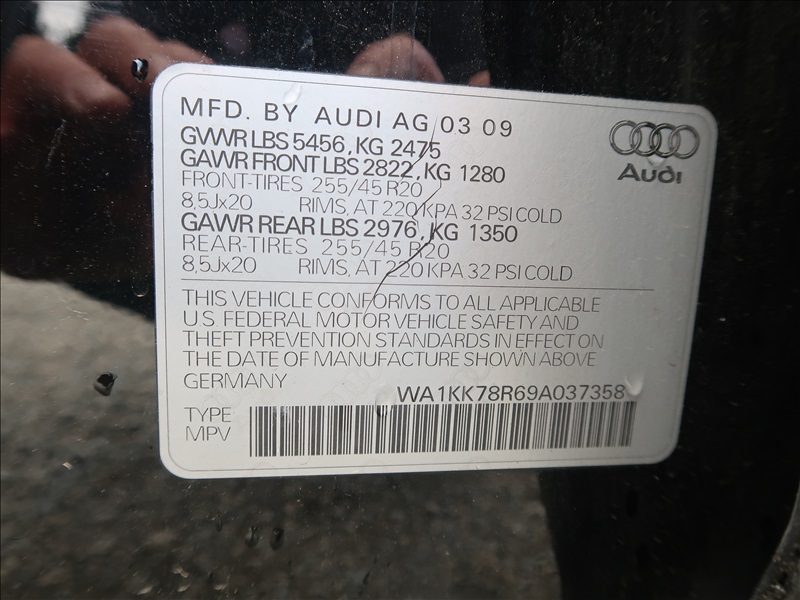 MFD. BY AUDI AG 03 09
GVWR LBS 5456, KG 2475
GAWR FRONT LBS 2822, KG 1280
FRONT-TIRES 255/45 R20
8,5Jx20 RIMS, AT 220 KPA 32 PSI COLD
GAWR REAR LBS 2976, KG 1350
REAR-TIRES 255/45 R20
8,5Jx20 RIMS, AT 220 KPA 32 PSI COLD
Audi
THIS VEHICLE CONFORMS TO ALL APPLICABLE
U.S. FEDERAL MOTOR VEHICLE SAFETY AND
THEFT PREVENTION STANDARDS IN EFFECT ON
THE DATE OF MANUFACTURE SHOWN ABOVE
GERMANY
WA1KK78R69A037358
TYPE
MPV